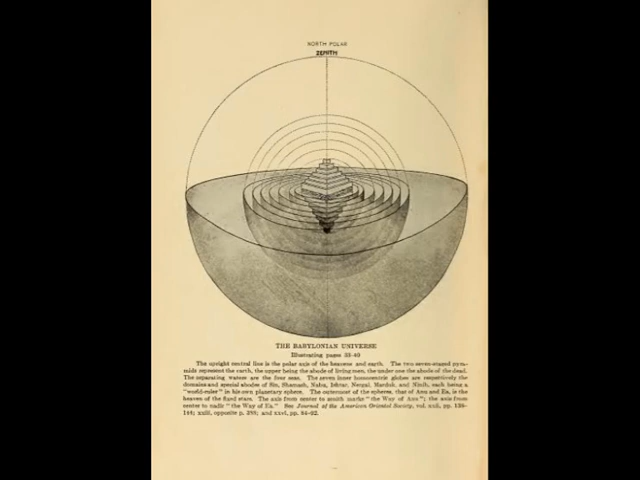 NORTH POLAR
ZENITH
THE BABYLONIAN UNIVERSE
Illustrating pages 33-40
The upright central line is the polar axis of the heavens and earth. The two seven-staged pyra-
mids represent the earth, the upper being the abode of living men, the under one the abode of the dead.
The separating waters are the four seas. The seven inner homocentric globes are respectively the
domains and special abodes of Sin, Shamash, Nabu, Ishtar, Nergal, Marduk, and Ninib, each being a
"world-ruler" in his own planetary sphere. The outermost of the spheres, that of Anu and Ea, is the
heaven of the fixed stars. The axis from center to zenith marks "the Way of Anu"; the axis from
center to nadir "the Way of Ea." See Journal of the American Oriental Society, vol. xxii, pp. 138-
144; xxiii, opposite p. 388; and xxvi, pp. 84-92.